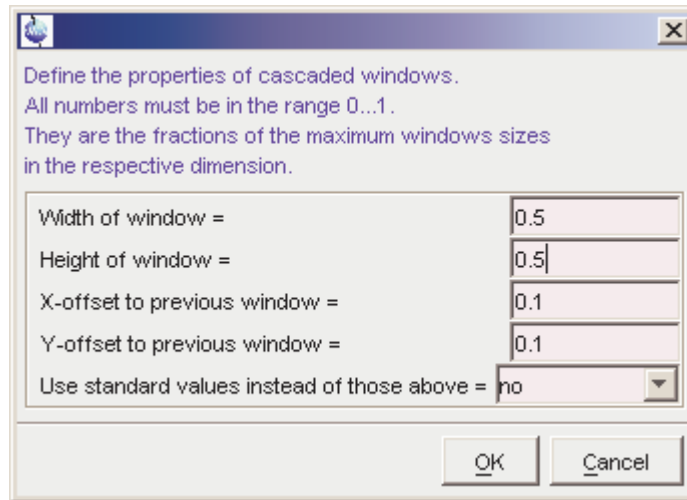 Define the properties of cascaded windows.
All numbers must be in the range 0...1.
They are the fractions of the maximum windows sizes
in the respective dimension.
Width of window = 0.5
Height of window = 0.5
X-offset to previous window = 0.1
Y-offset to previous window = 0.1
Use standard values instead of those above = no
OK Cancel